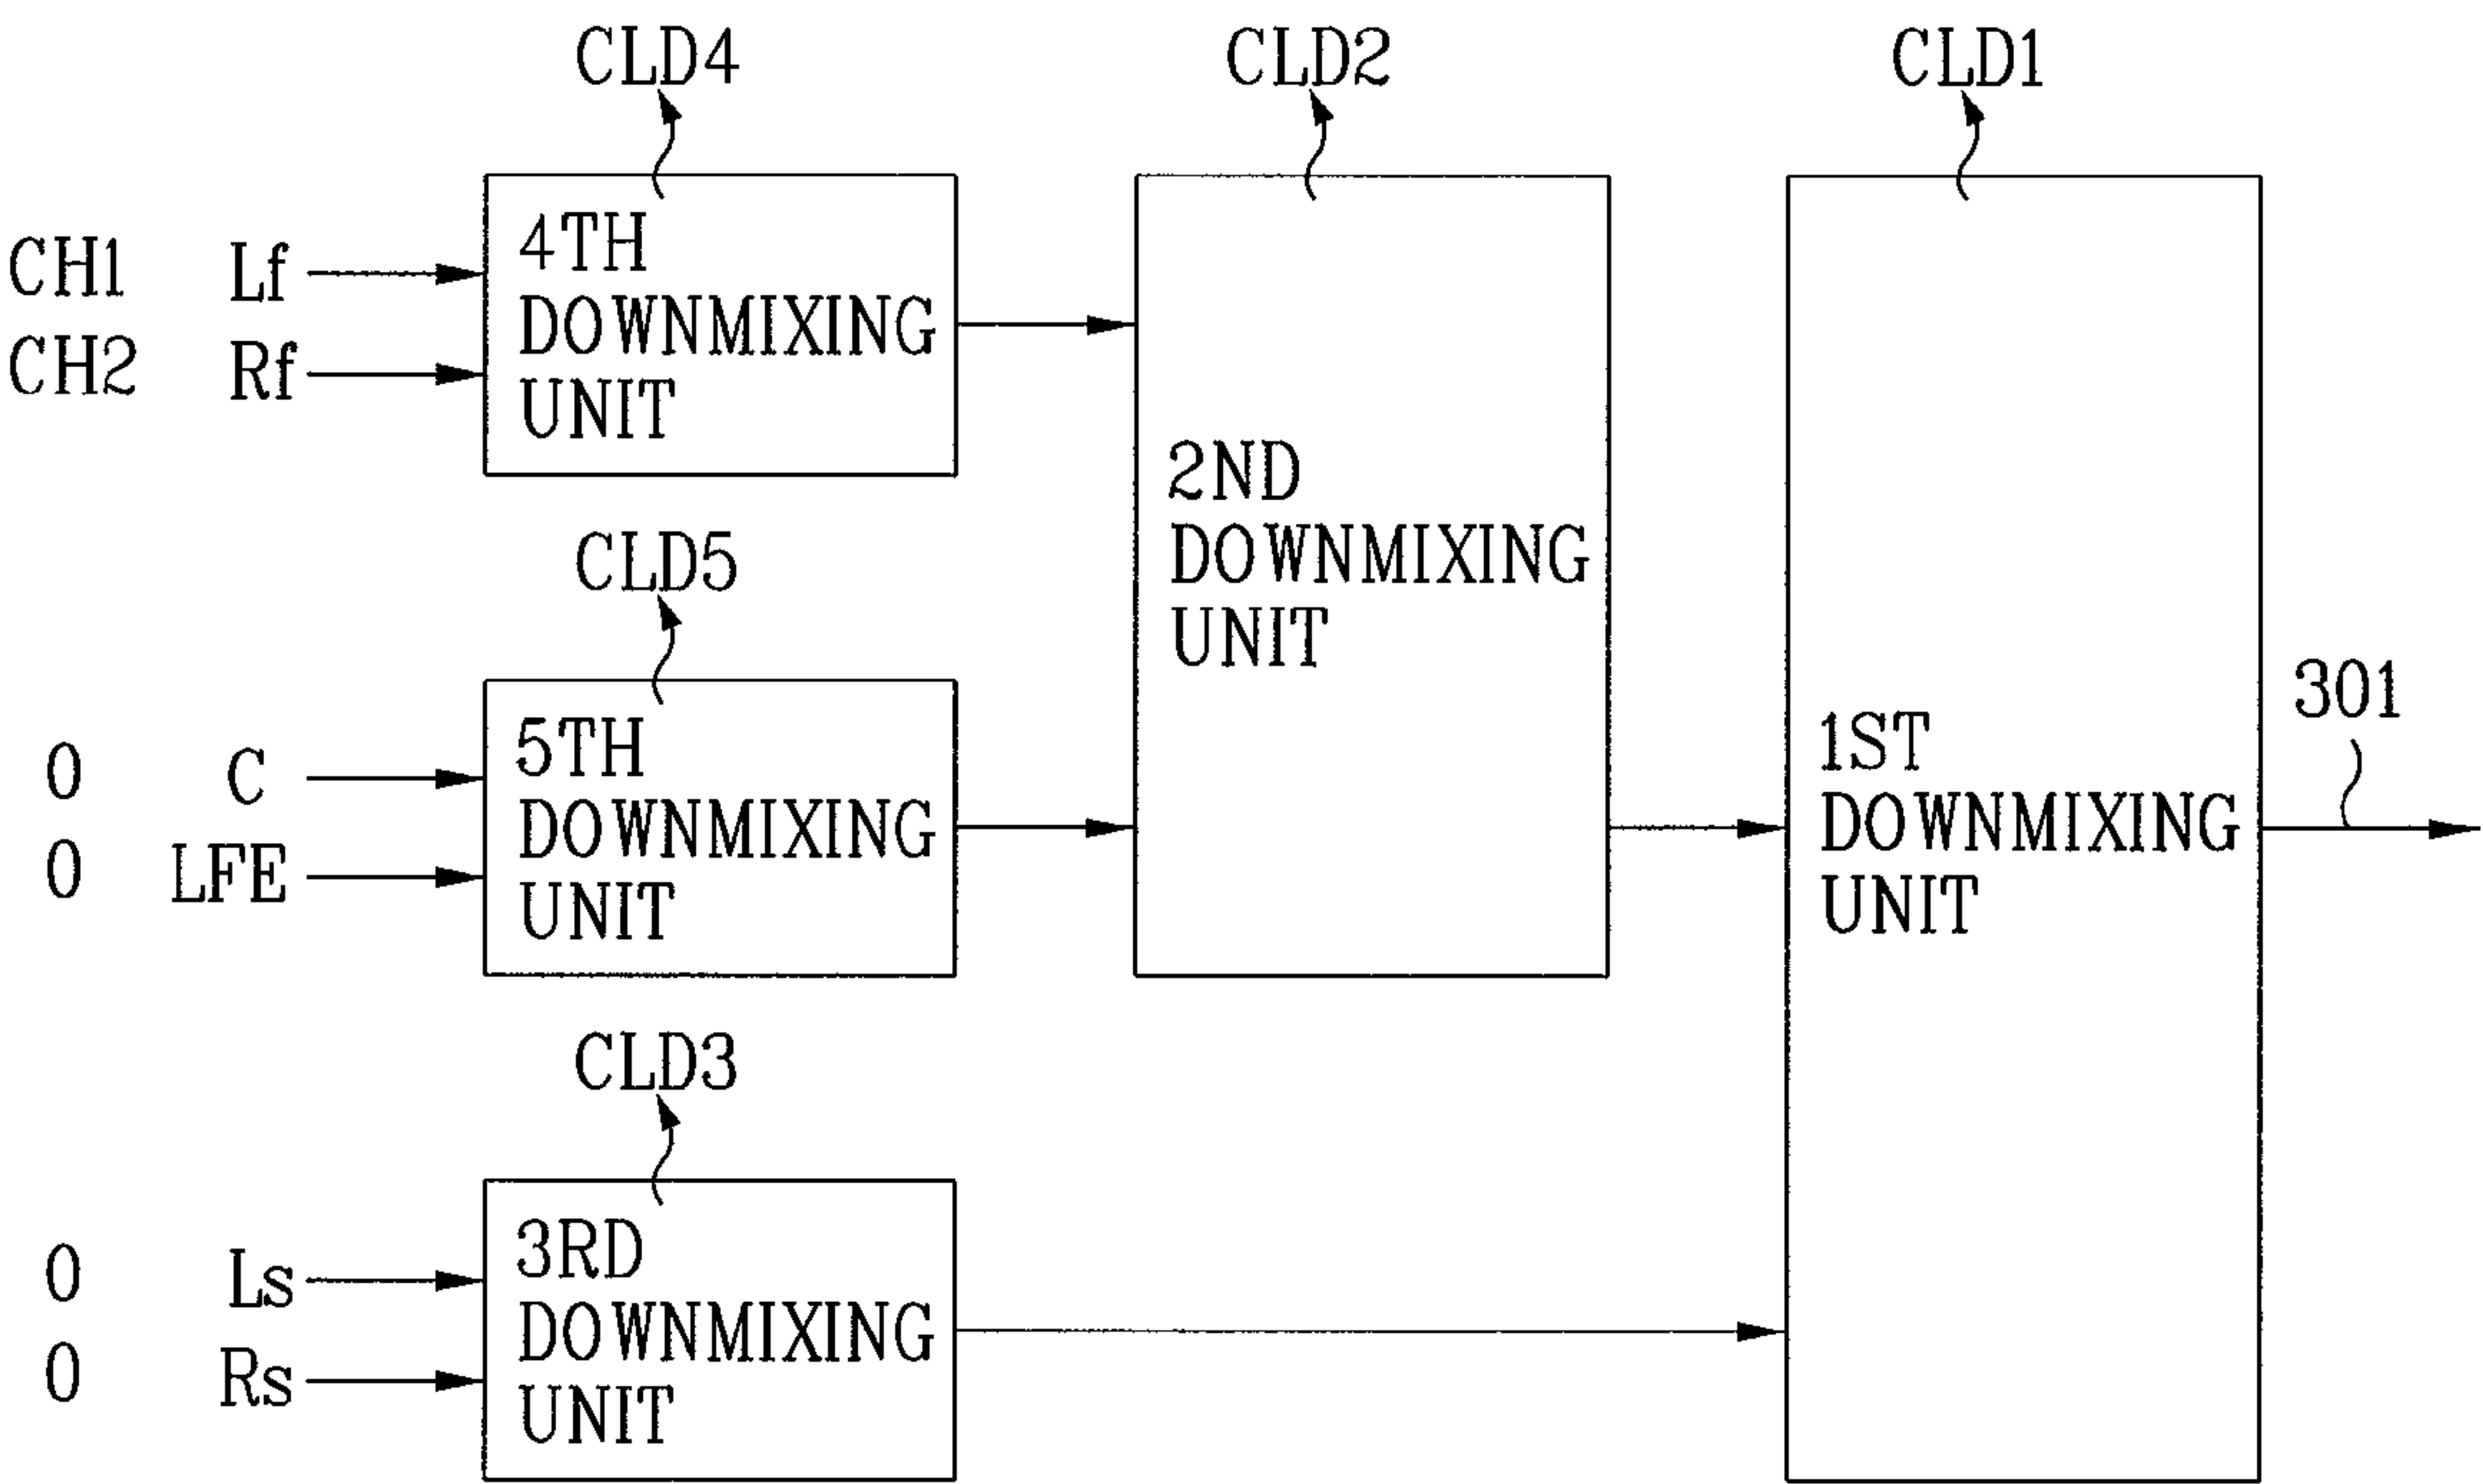 CLD4
CLD2
CLD1
CH1 Lf
CH2 Rf
4TH
DOWNMIXING
UNIT
CLD5
0 C
0 LFE
5TH
DOWNMIXING
UNIT
2ND
DOWNMIXING
UNIT
CLD3
0 Ls
0 Rs
3RD
DOWNMIXING
UNIT
1ST
DOWNMIXING
UNIT
301